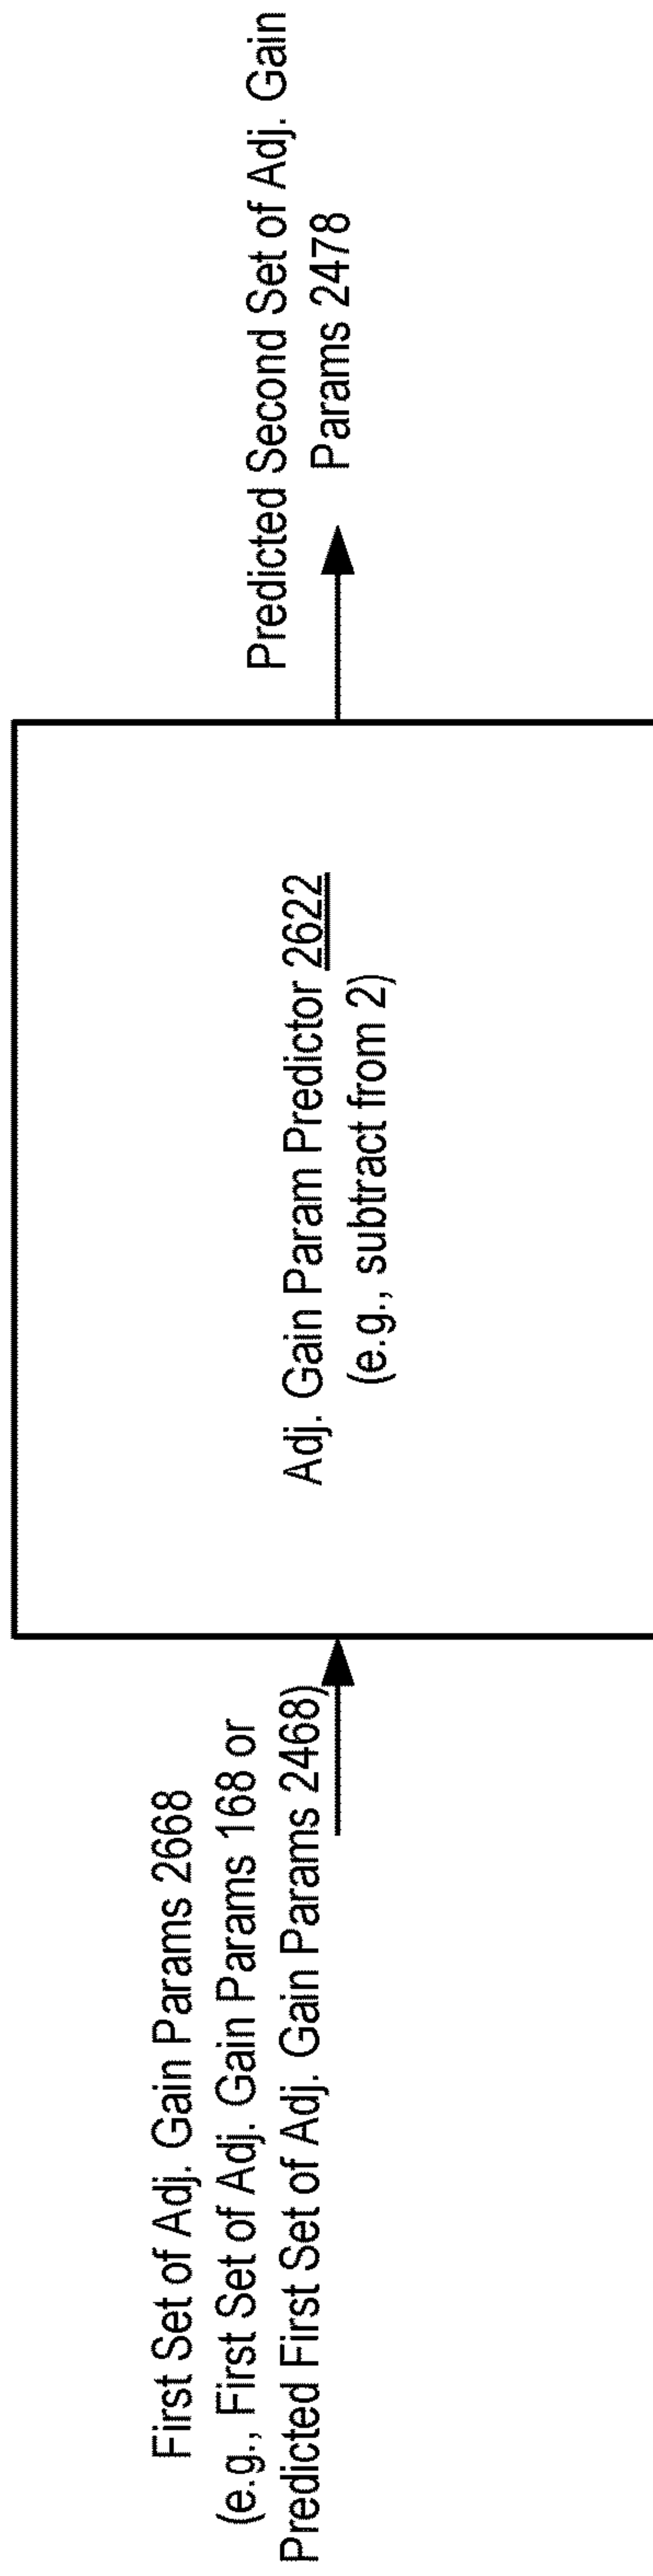 First Set of Adj. Gain Params 2668
(e.g., First Set of Adj. Gain Params 168 or
Predicted First Set of Adj. Gain Params 2468)
Adj. Gain Param Predictor 2622
(e.g., subtract from 2)
Predicted Second Set of Adj. Gain
Params 2478